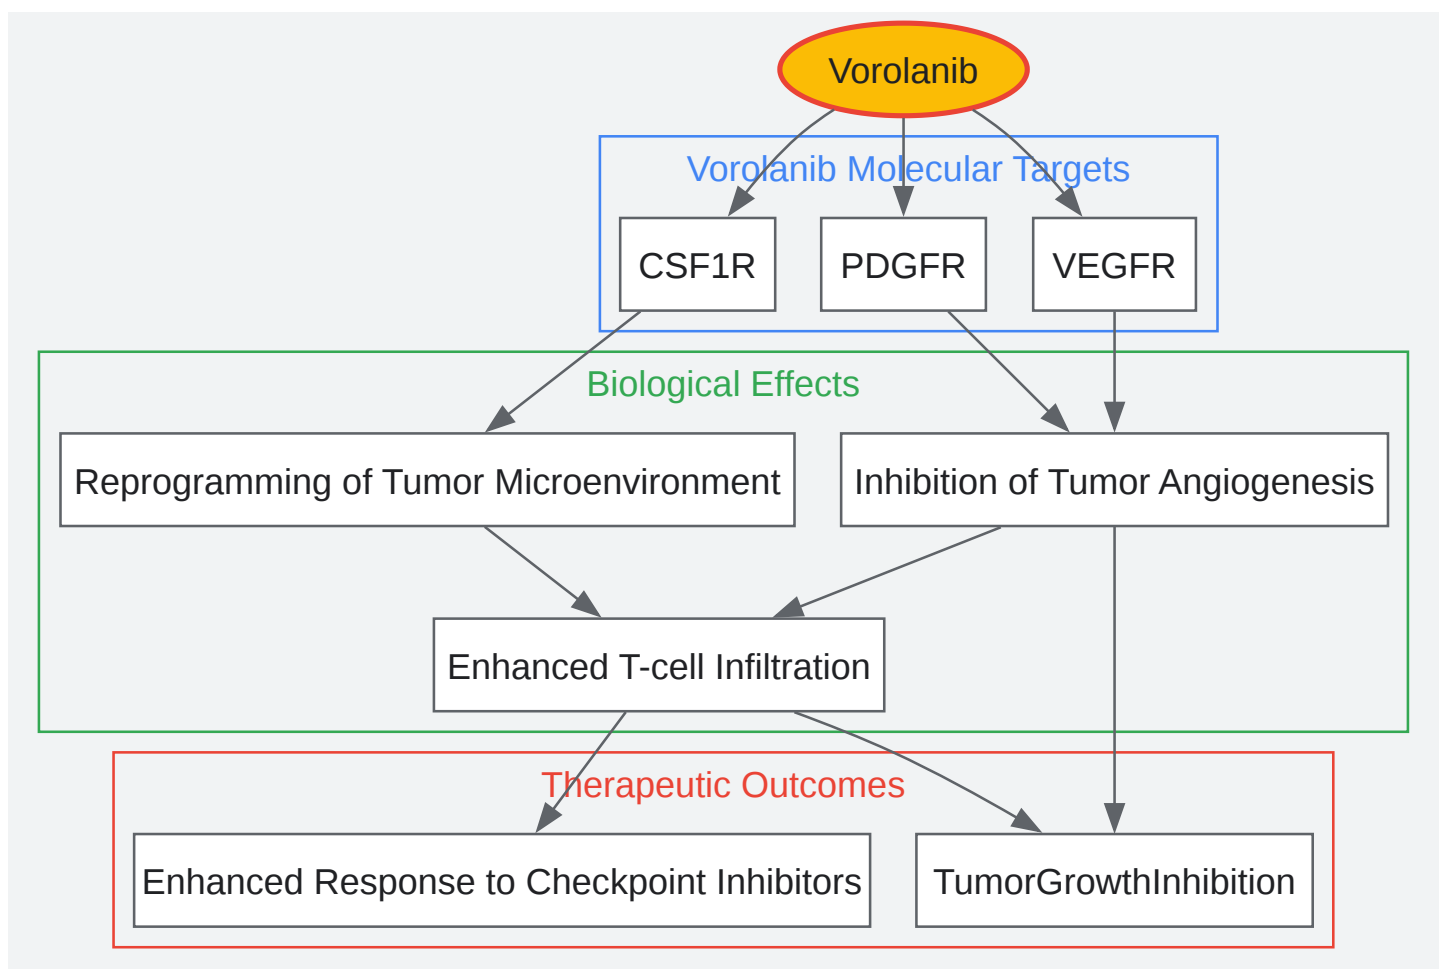 Vorolanib
Vorolanib Molecular Targets
CSF1R
PDGFR
VEGFR
Biological Effects
Reprogramming of Tumor Microenvironment
Inhibition of Tumor Angiogenesis
Enhanced T-cell Infiltration
Therapeutic Outcomes
Enhanced Response to Checkpoint Inhibitors
TumorGrowthInhibition